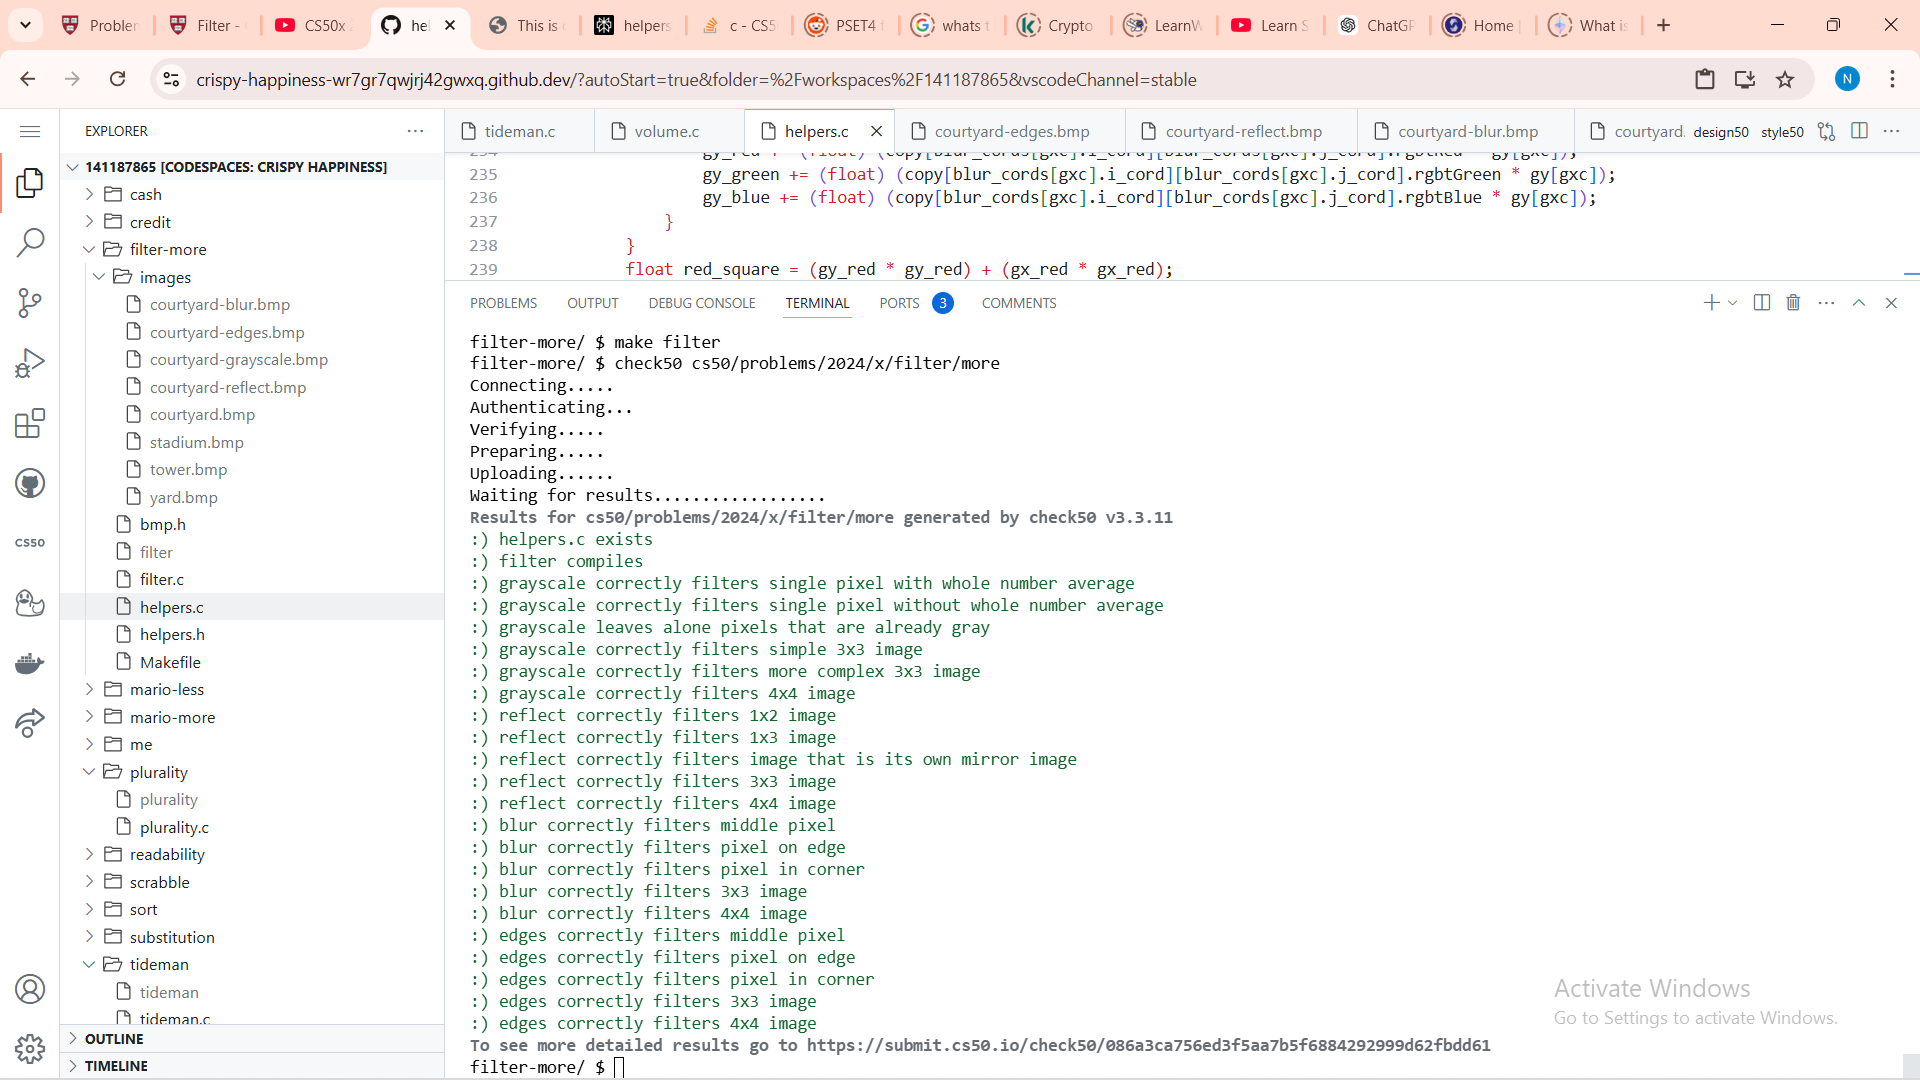 Problem
Filter -
CS50x
hel
This is
helpers
c - CS5
PSET4 f
whats t
Crypto
LearnW
Learn S
ChatGP
Home
What is
crispy-happiness-wr7gr7qwjrj42gwxq.github.dev/?autoStart=true&folder=%2Fworkspaces%2F141187865&vscodeChannel=stable
N
EXPLORER
tideman.c
volume.c
helpers.c
courtyard-edges.bmp
courtyard-reflect.bmp
courtyard-blur.bmp
courtyard.
design50
style50
141187865 [CODESPACES: CRISPY HAPPINESS]
cash
credit
filter-more
images
courtyard-blur.bmp
courtyard-edges.bmp
courtyard-grayscale.bmp
courtyard-reflect.bmp
courtyard.bmp
stadium.bmp
tower.bmp
yard.bmp
bmp.h
filter
filter.c
helpers.c
helpers.h
Makefile
mario-less
mario-more
me
plurality
plurality
plurality.c
readability
scrabble
sort
substitution
tideman
tideman
tideman.c
OUTLINE
TIMELINE
CS50
234 gy_red += (float) (copy[blur_cords[gxc].i_cord][blur_cords[gxc].j_cord].rgbtRed * gy[gxc]);
235 gy_green += (float) (copy[blur_cords[gxc].i_cord][blur_cords[gxc].j_cord].rgbtGreen * gy[gxc]);
236 gy_blue += (float) (copy[blur_cords[gxc].i_cord][blur_cords[gxc].j_cord].rgbtBlue * gy[gxc]);
237 }
238 }
239 float red_square = (gy_red * gy_red) + (gx_red * gx_red);
PROBLEMS OUTPUT DEBUG CONSOLE TERMINAL PORTS 3 COMMENTS
filter-more/ $ make filter
filter-more/ $ check50 cs50/problems/2024/x/filter/more
Connecting.....
Authenticating...
Verifying.....
Preparing.....
Uploading......
Waiting for results..................
Results for cs50/problems/2024/x/filter/more generated by check50 v3.3.11
:) helpers.c exists
:) filter compiles
:) grayscale correctly filters single pixel with whole number average
:) grayscale correctly filters single pixel without whole number average
:) grayscale leaves alone pixels that are already gray
:) grayscale correctly filters simple 3x3 image
:) grayscale correctly filters more complex 3x3 image
:) grayscale correctly filters 4x4 image
:) reflect correctly filters 1x2 image
:) reflect correctly filters 1x3 image
:) reflect correctly filters image that is its own mirror image
:) reflect correctly filters 3x3 image
:) reflect correctly filters 4x4 image
:) blur correctly filters middle pixel
:) blur correctly filters pixel on edge
:) blur correctly filters pixel in corner
:) blur correctly filters 3x3 image
:) blur correctly filters 4x4 image
:) edges correctly filters middle pixel
:) edges correctly filters pixel on edge
:) edges correctly filters pixel in corner
:) edges correctly filters 3x3 image
:) edges correctly filters 4x4 image
To see more detailed results go to https://submit.cs50.io/check50/086a3ca756ed3f5aa7b5f6884292999d62fbdd61
filter-more/ $
Activate Windows
Go to Settings to activate Windows.